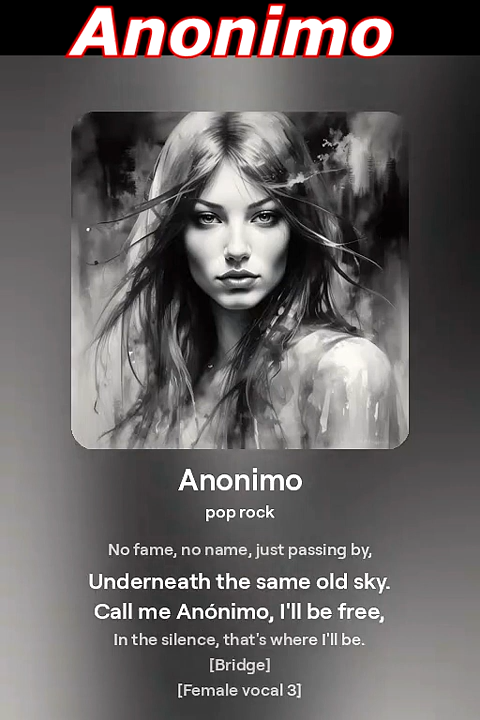 Anonimo
Anonimo
pop rock
No fame, no name, just passing by,
Underneath the same old sky.
Call me Anónimo, I'll be free,
In the silence, that's where I'll be.
[Bridge]
[Female vocal 3]